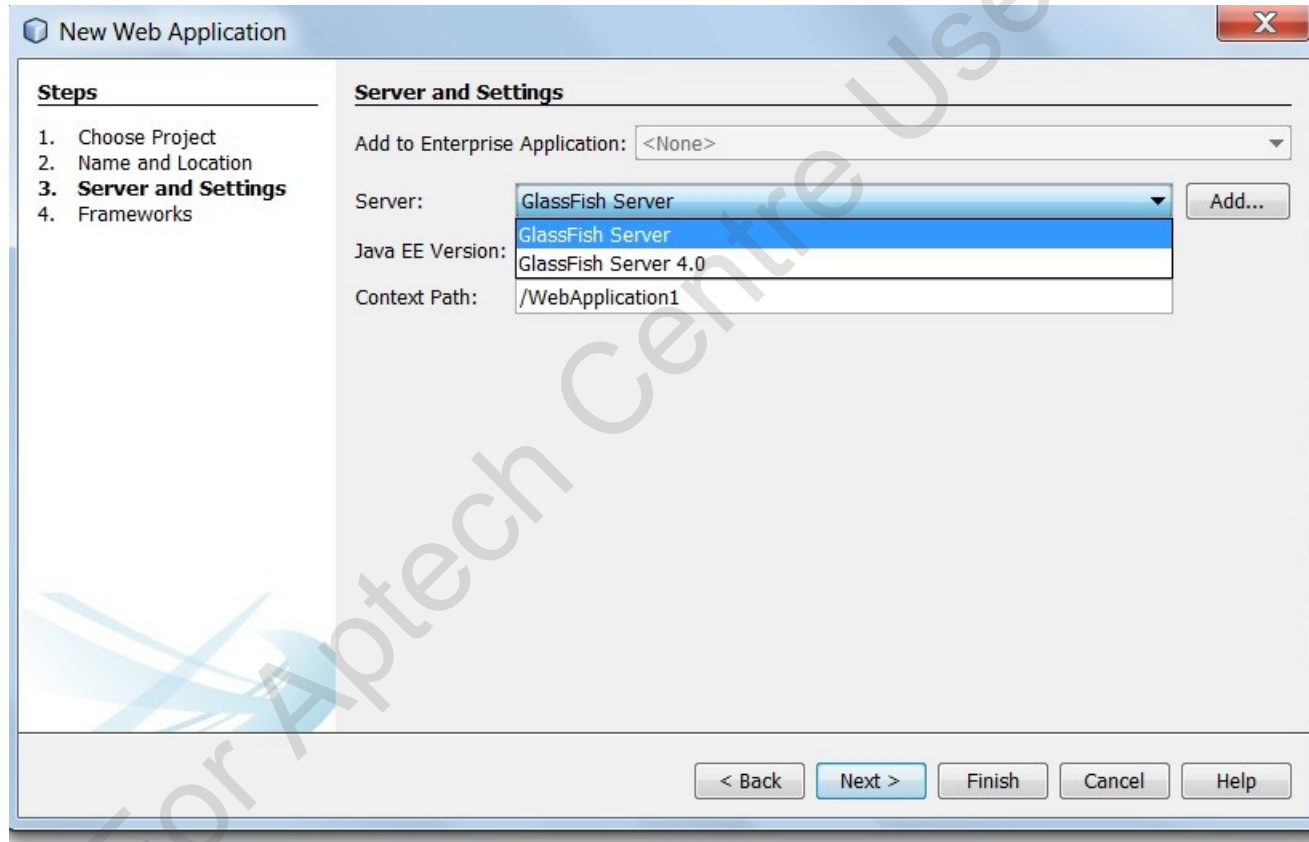 New Web Application
X
Steps
1. Choose Project
2. Name and Location
3. Server and Settings
4. Frameworks
Server and Settings
Add to Enterprise Application: <None>
Server: GlassFish Server Add...
GlassFish Server
GlassFish Server 4.0
Java EE Version:
Context Path: /WebApplication1
< Back Next > Finish Cancel Help
For Aptech Centre Use